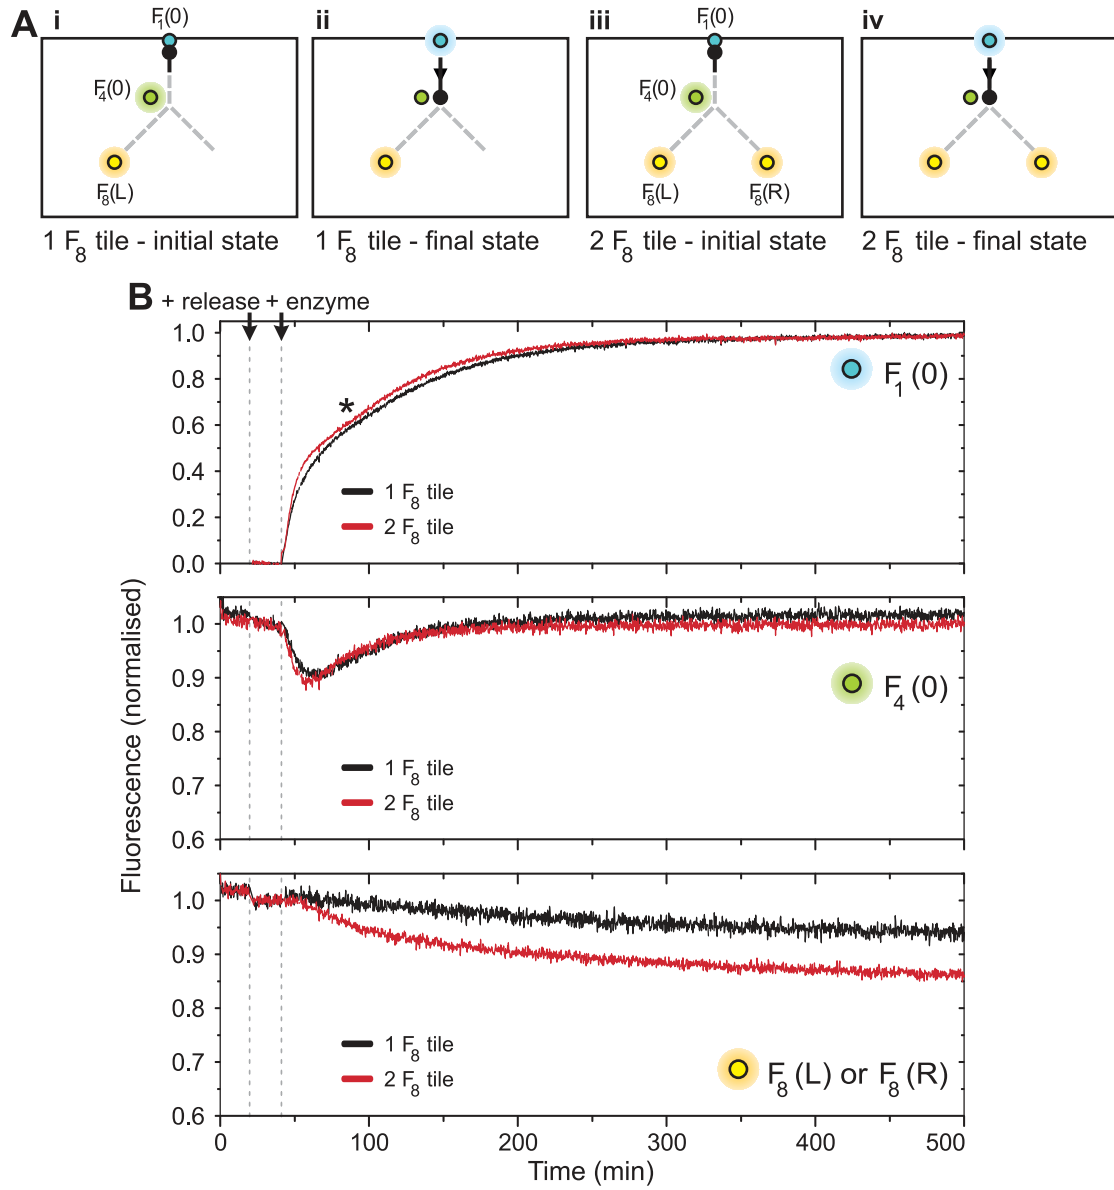 A
i
ii
iii
iv
F1(0)
F1(0)
F4(0)
F4(0)
F8(L)
F8(L)
F8(R)
1 F8 tile - initial state
1 F8 tile - final state
2 F8 tile - initial state
2 F8 tile - final state
B
+ release + enzyme
1.0
0.8
0.6
0.4
0.2
0.0
*
F1(0)
1 F8 tile
2 F8 tile
1.0
0.9
0.8
0.7
0.6
F4(0)
1 F8 tile
2 F8 tile
1.0
0.9
0.8
0.7
0.6
1 F8 tile
2 F8 tile
F8(L) or F8(R)
Fluorescence (normalised)
0 100 200 300 400 500
Time (min)